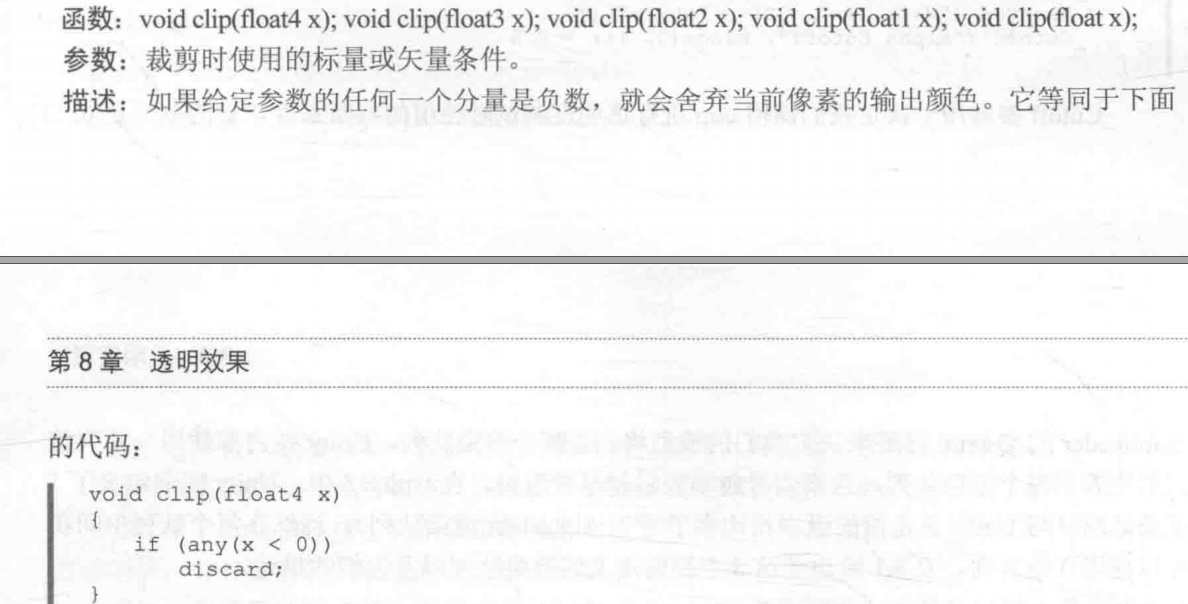 函数：void clip(float4 x); void clip(float3 x); void clip(float2 x); void clip(float1 x); void clip(float x);
参数：裁剪时使用的标量或矢量条件。
描述：如果给定参数的任何一个分量是负数，就会舍弃当前像素的输出颜色。它等同于下面
第 8 章　透明效果
的代码：
void clip(float4 x)
{
    if (any(x < 0))
        discard;
}